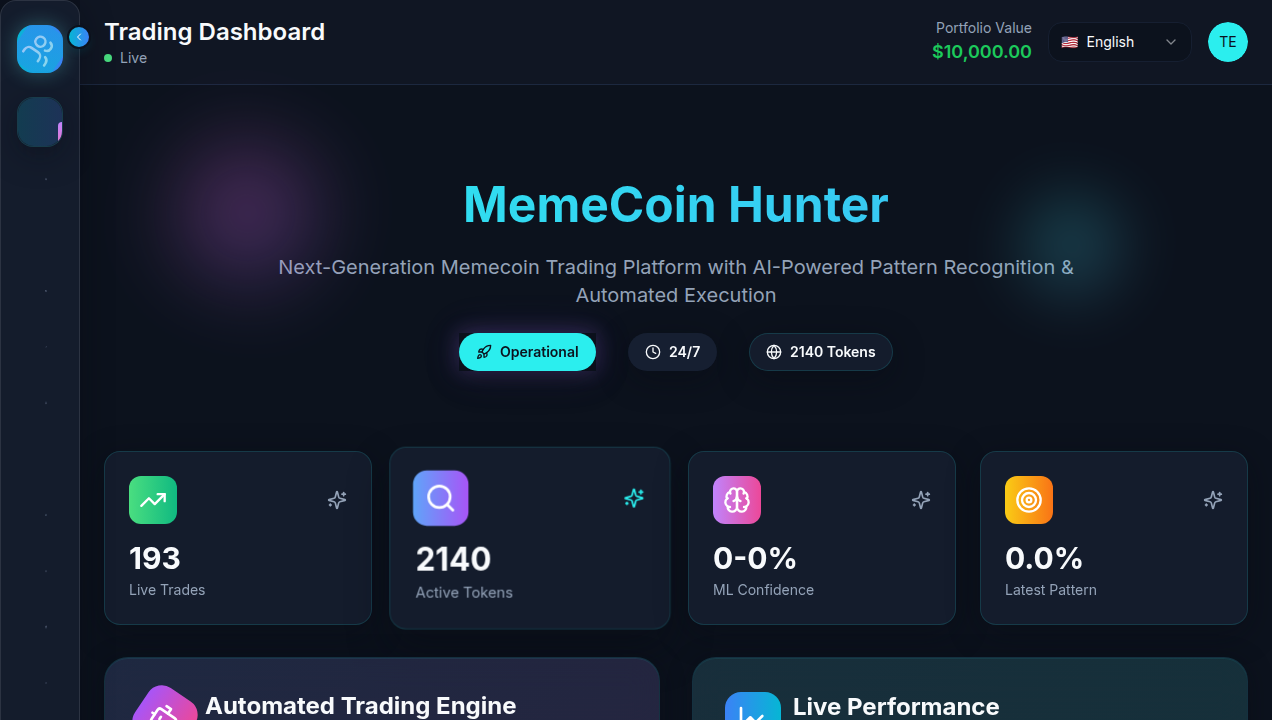 Trading Dashboard
Live
Portfolio Value
$10,000.00
English
TE
MemeCoin Hunter
Next-Generation Memecoin Trading Platform with AI-Powered Pattern Recognition &
Automated Execution
Operational
24/7
2140 Tokens
193
Live Trades
2140
Active Tokens
0-0%
ML Confidence
0.0%
Latest Pattern
Automated Trading Engine
Live Performance